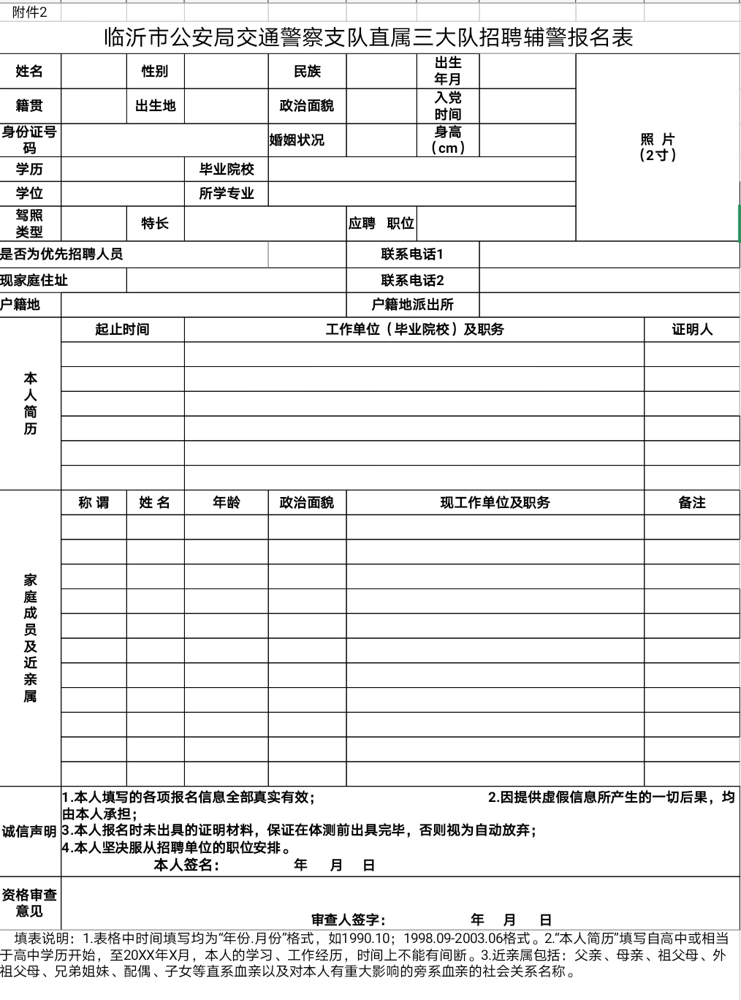 附件2
临沂市公安局交通警察支队直属三大队招聘辅警报名表
姓名 性别 民族 出生年月
籍贯 出生地 政治面貌 入党时间
照 片
（2寸）
身份证号码 婚姻状况 身高（cm）
学历 毕业院校
学位 所学专业
驾照类型 特长 应聘 职位
是否为优先招聘人员 联系电话1
现家庭住址 联系电话2
户籍地 户籍地派出所
本人简历
起止时间 工作单位（毕业院校）及职务 证明人
家庭成员及近亲属
称 谓 姓 名 年龄 政治面貌 现工作单位及职务 备注
诚信声明
1.本人填写的各项报名信息全部真实有效； 2.因提供虚假信息所产生的一切后果，均
由本人承担；
3.本人报名时未出具的证明材料，保证在体测前出具完毕，否则视为自动放弃；
4.本人坚决服从招聘单位的职位安排。
本人签名： 年 月 日
资格审查意见
审查人签字： 年 月 日
填表说明：1.表格中时间填写均为“年份.月份”格式，如1990.10；1998.09-2003.06格式。2.“本人简历”填写自高中或相当
于高中学历开始，至20XX年X月，本人的学习、工作经历，时间上不能有间断。3.近亲属包括：父亲、母亲、祖父母、外
祖父母、兄弟姐妹、配偶、子女等直系血亲以及对本人有重大影响的旁系血亲的社会关系名称。